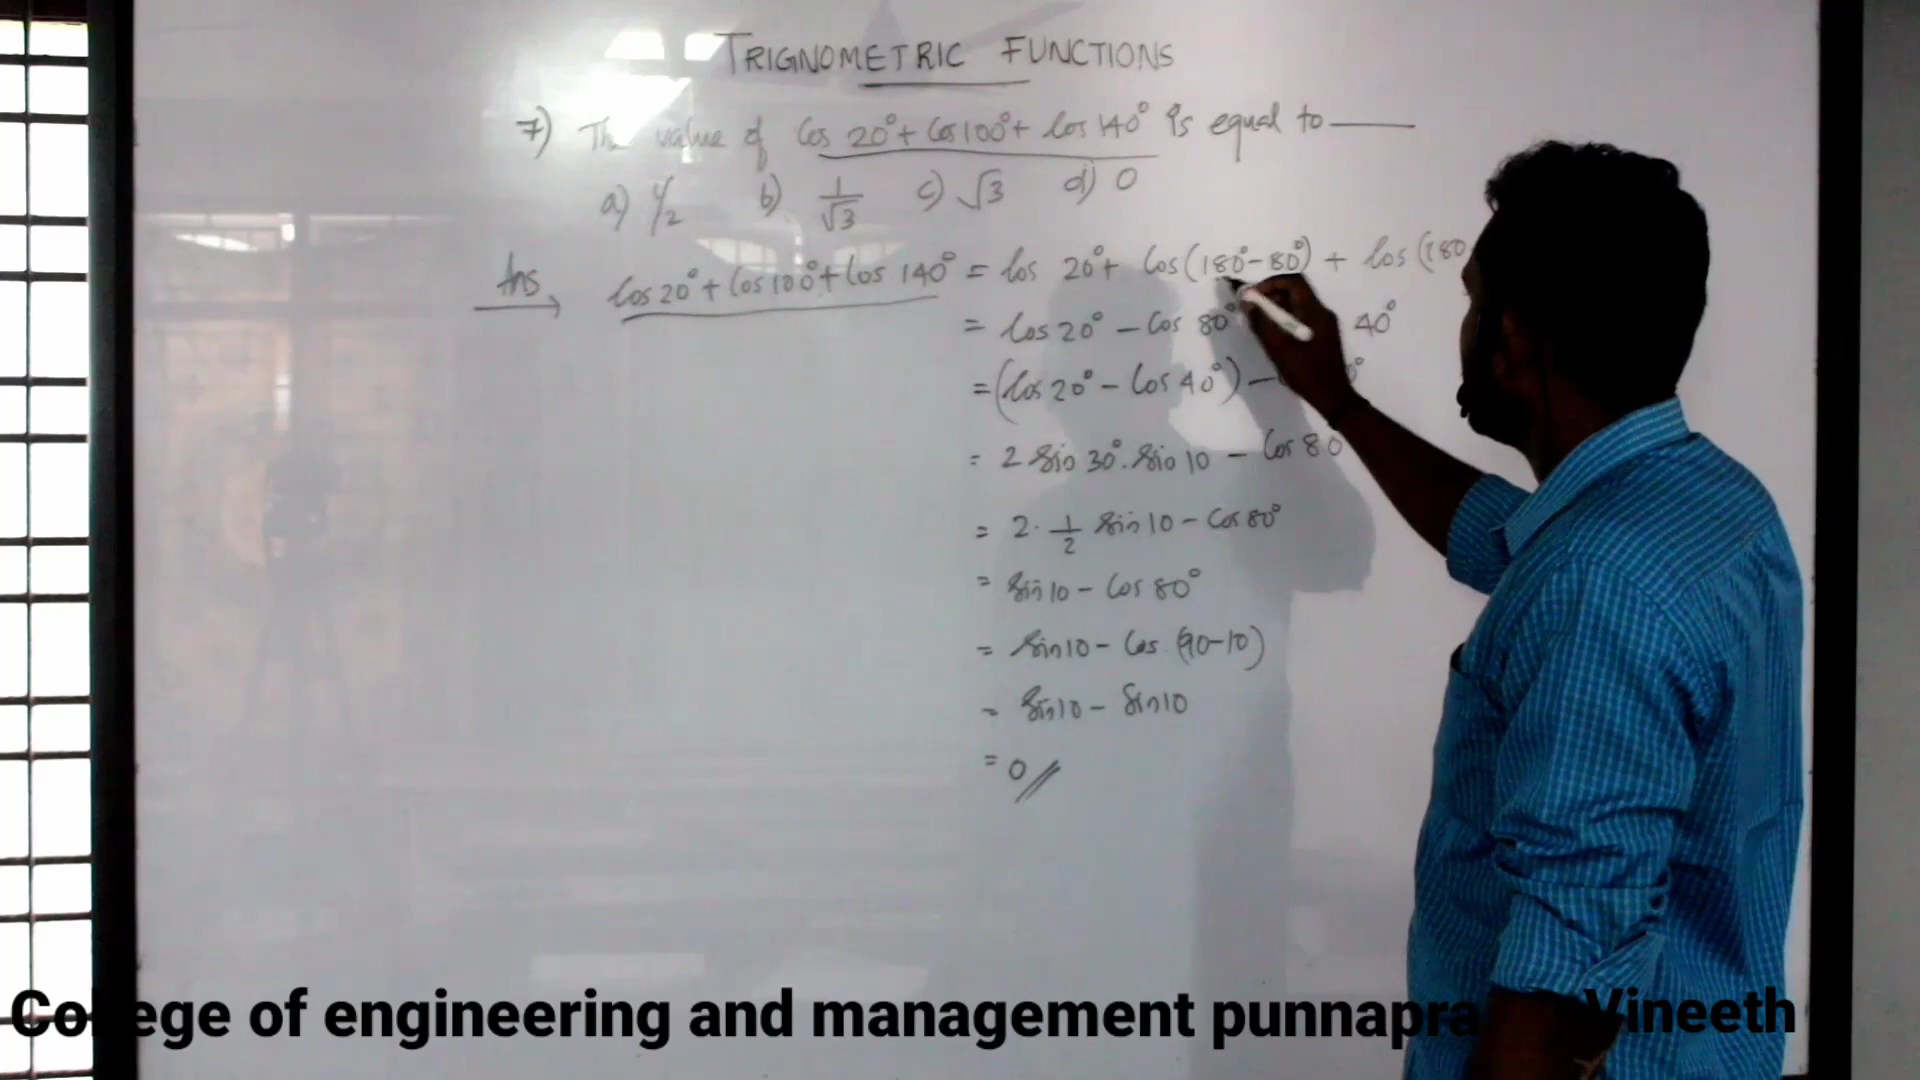 TRIGNOMETRIC FUNCTIONS
7) The value of Cos 20° + Cos 100° + Cos 140° is equal to ———
a) 1/2 b) 1/√3 c) √3 d) 0
Ans → Cos 20° + Cos 100° + Cos 140° = Cos 20° + Cos (180° - 80°) + Cos (180
= Cos 20° - Cos 80° 40°
= (Cos 20° - Cos 40°) -
= 2 Sin 30°. Sin 10 - Cos 80
= 2. 1/2 Sin 10 - Cos 80°
= Sin 10 - Cos 80°
= Sin 10 - Cos (90-10)
= Sin 10 - Sin 10
= 0 //
College of engineering and management punnapra Vineeth